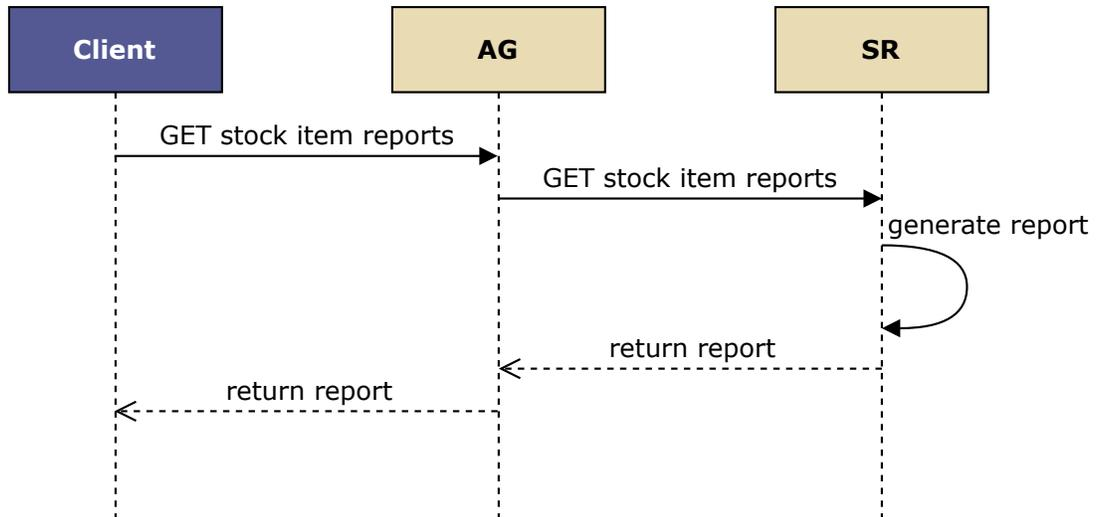 Client
AG
SR
GET stock item reports
GET stock item reports
generate report
return report
return report